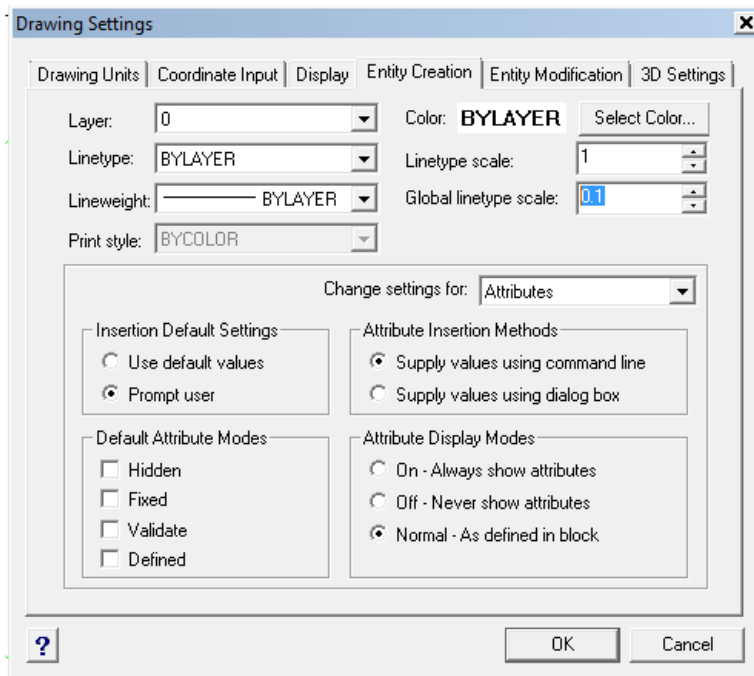 Drawing Settings
Drawing Units Coordinate Input Display Entity Creation Entity Modification 3D Settings
Layer: 0 Color: BYLAYER Select Color...
Linetype: BYLAYER Linetype scale: 1
Lineweight: BYLAYER Global linetype scale: 0.1
Print style: BYCOLOR
Change settings for: Attributes
Insertion Default Settings
Use default values
Prompt user
Attribute Insertion Methods
Supply values using command line
Supply values using dialog box
Default Attribute Modes
Hidden
Fixed
Validate
Defined
Attribute Display Modes
On - Always show attributes
Off - Never show attributes
Normal - As defined in block
? OK Cancel